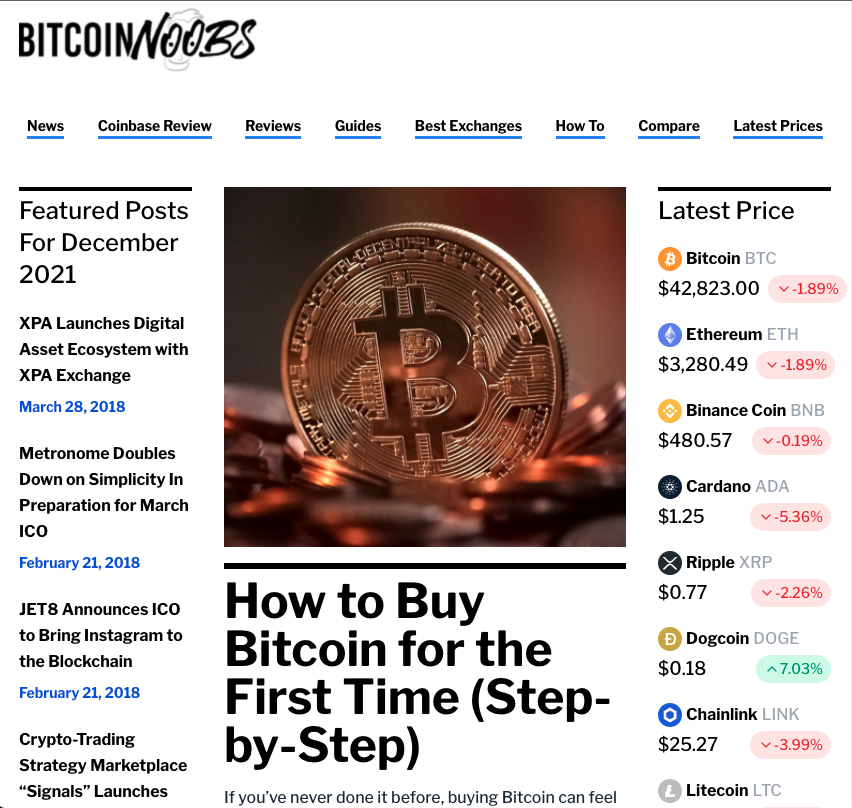 BITCOINNOOBS
News Coinbase Review Reviews Guides Best Exchanges How To Compare Latest Prices
Featured Posts
For December
2021
XPA Launches Digital
Asset Ecosystem with
XPA Exchange
March 28, 2018
Metronome Doubles
Down on Simplicity In
Preparation for March
ICO
February 21, 2018
JET8 Announces ICO
to Bring Instagram to
the Blockchain
February 21, 2018
Crypto-Trading
Strategy Marketplace
“Signals” Launches
How to Buy
Bitcoin for the
First Time (Step-
by-Step)
If you’ve never done it before, buying Bitcoin can feel
Latest Price
Bitcoin BTC
$42,823.00 -1.89%
Ethereum ETH
$3,280.49 -1.89%
Binance Coin BNB
$480.57 -0.19%
Cardano ADA
$1.25 -5.36%
Ripple XRP
$0.77 -2.26%
Dogcoin DOGE
$0.18 7.03%
Chainlink LINK
$25.27 -3.99%
Litecoin LTC